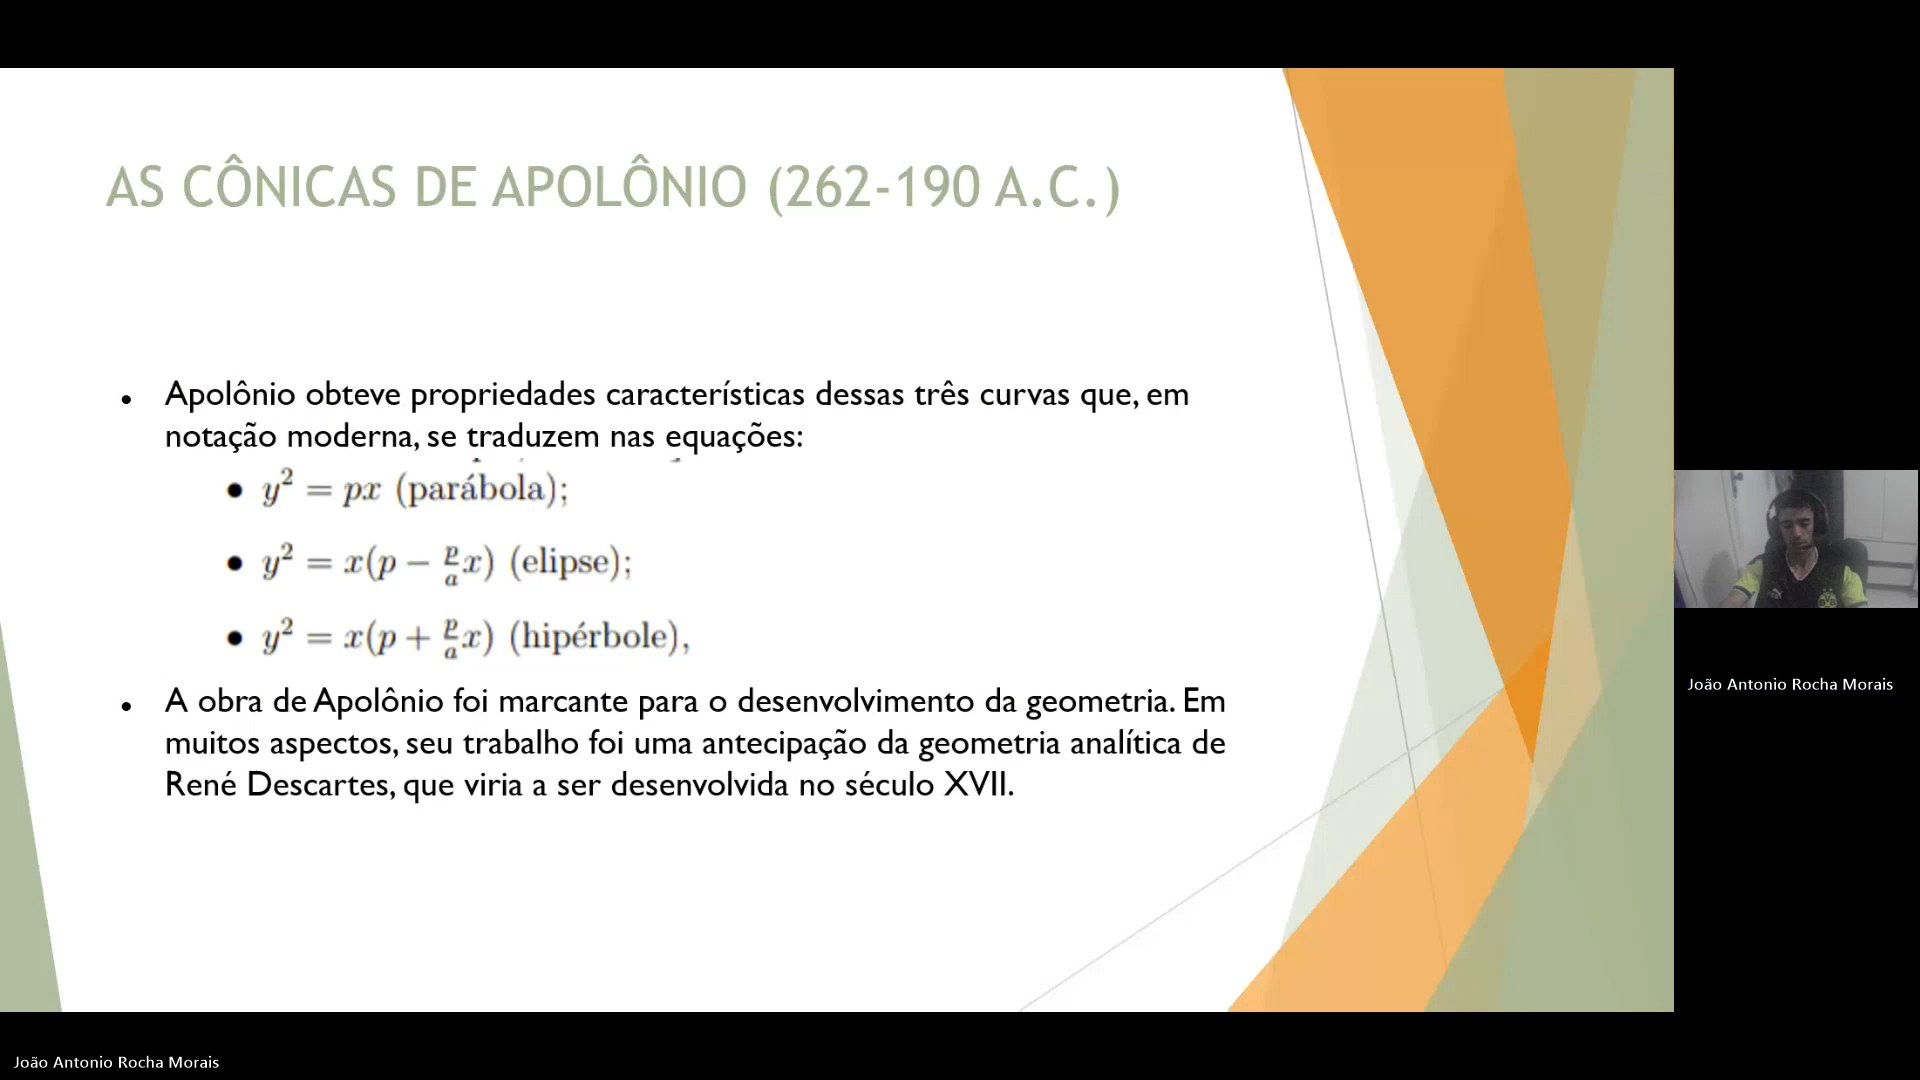 AS CÔNICAS DE APOLÔNIO (262-190 A.C.)
• Apolônio obteve propriedades características dessas três curvas que, em
notação moderna, se traduzem nas equações:
• y² = px (parábola);
• y² = x(p − p/a x) (elipse);
• y² = x(p + p/a x) (hipérbole),
• A obra de Apolônio foi marcante para o desenvolvimento da geometria. Em
muitos aspectos, seu trabalho foi uma antecipação da geometria analítica de
René Descartes, que viria a ser desenvolvida no século XVII.
João Antonio Rocha Morais
João Antonio Rocha Morais